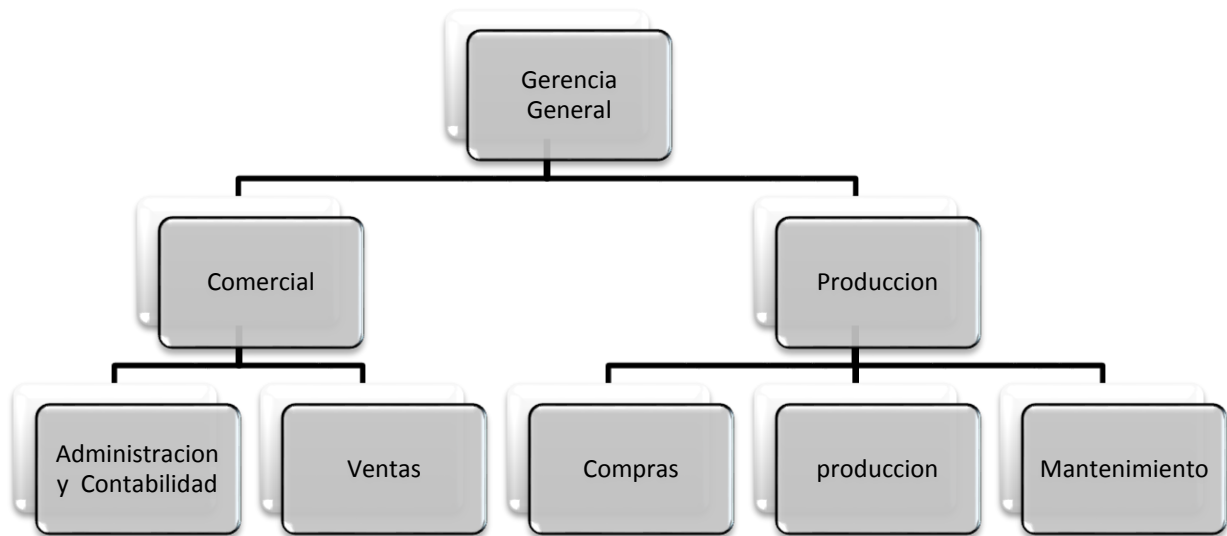 Gerencia
General
Comercial
Produccion
Administracion
y Contabilidad
Ventas
Compras
produccion
Mantenimiento